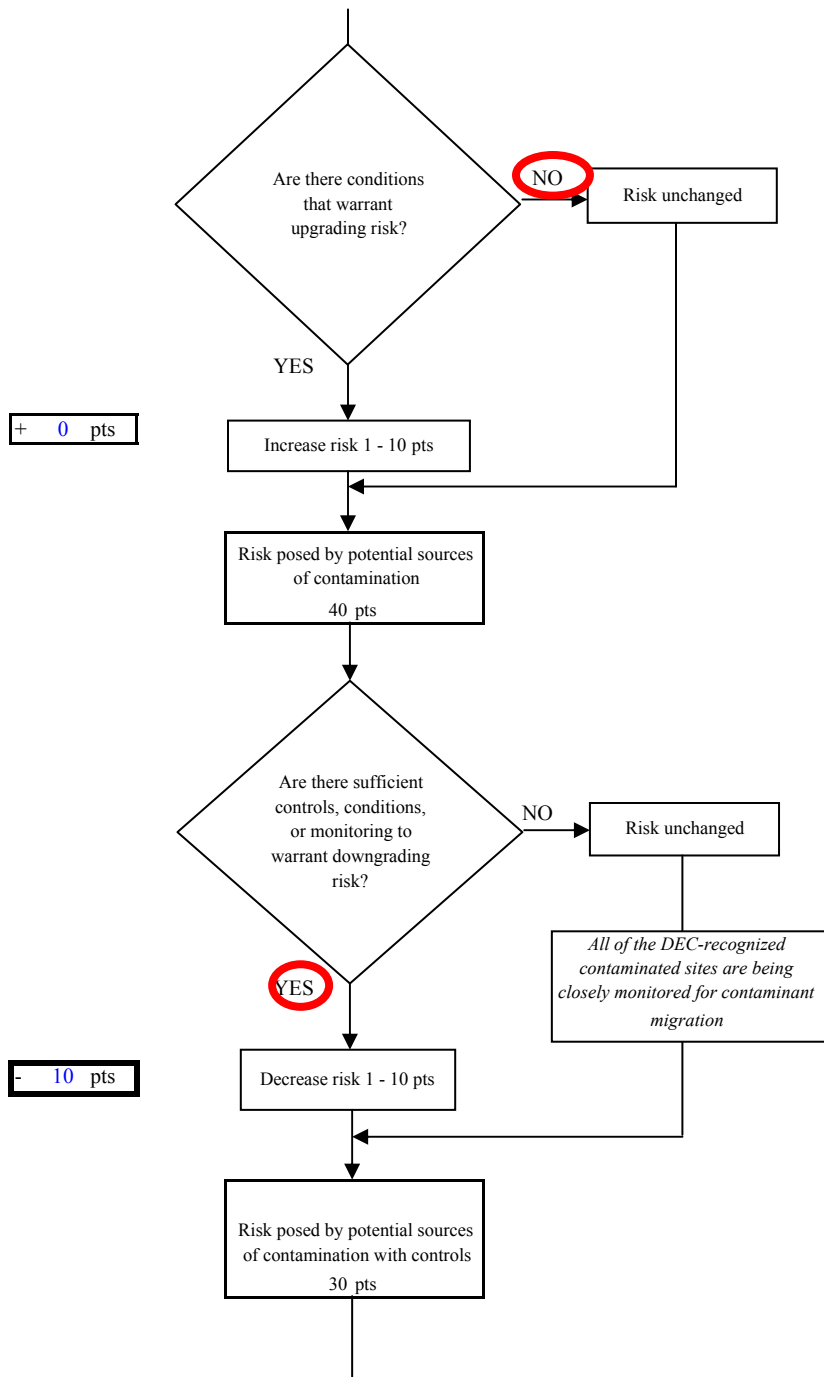 Are there conditions
that warrant
upgrading risk?
NO
Risk unchanged
YES
+ 0 pts
Increase risk 1 - 10 pts
Risk posed by potential sources
of contamination
40 pts
Are there sufficient
controls, conditions,
or monitoring to
warrant downgrading
risk?
NO
Risk unchanged
All of the DEC-recognized
contaminated sites are being
closely monitored for contaminant
migration
YES
- 10 pts
Decrease risk 1 - 10 pts
Risk posed by potential sources
of contamination with controls
30 pts